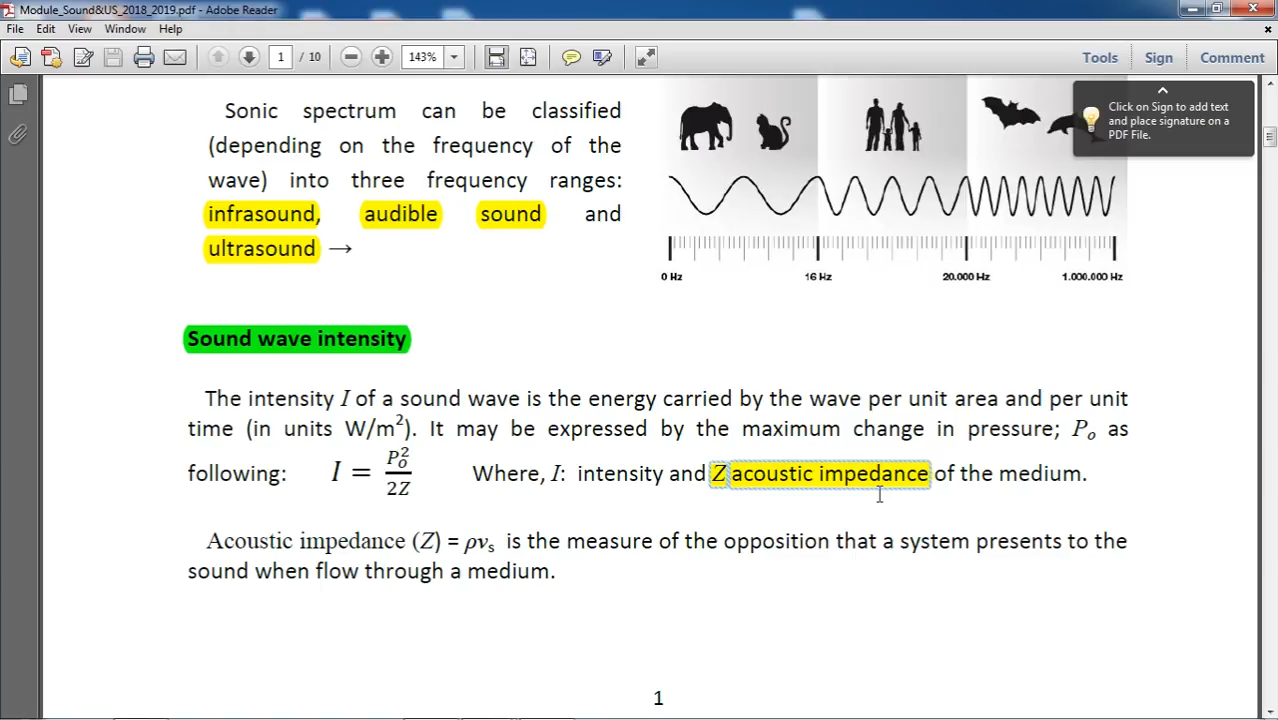 Module_Sound&US_2018_2019.pdf - Adobe Reader
File Edit View Window Help
1 / 10 143% Tools Sign Comment
Click on Sign to add text
and place signature on a
PDF File.
Sonic spectrum can be classified
(depending on the frequency of the
wave) into three frequency ranges:
infrasound, audible sound and
ultrasound →
0 Hz 16 Hz 20.000 Hz 1.000.000 Hz
Sound wave intensity
The intensity I of a sound wave is the energy carried by the wave per unit area and per unit
time (in units W/m²). It may be expressed by the maximum change in pressure; Pₒ as
following: I = Pₒ²/2Z Where, I: intensity and Z acoustic impedance of the medium.
Acoustic impedance (Z) = ρvₛ is the measure of the opposition that a system presents to the
sound when flow through a medium.
1